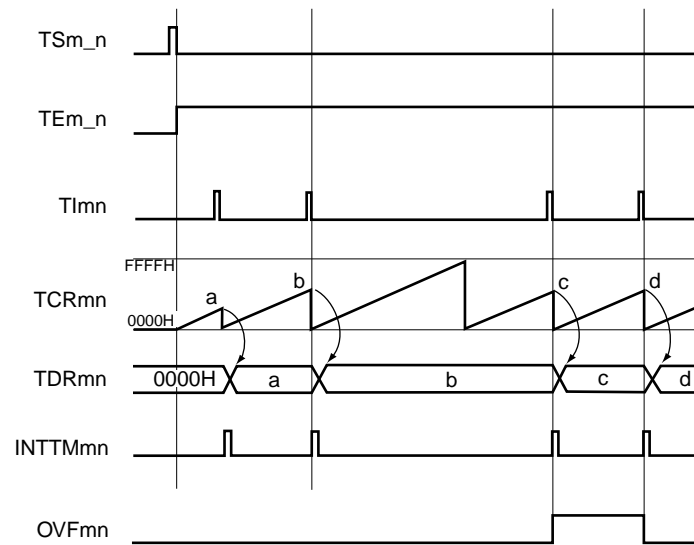 TSm_n
TEm_n
TImn
FFFFH
b
c
d
a
TCRmn
0000H
TDRmn
0000H
a
b
c
d
INTTMmn
OVFmn